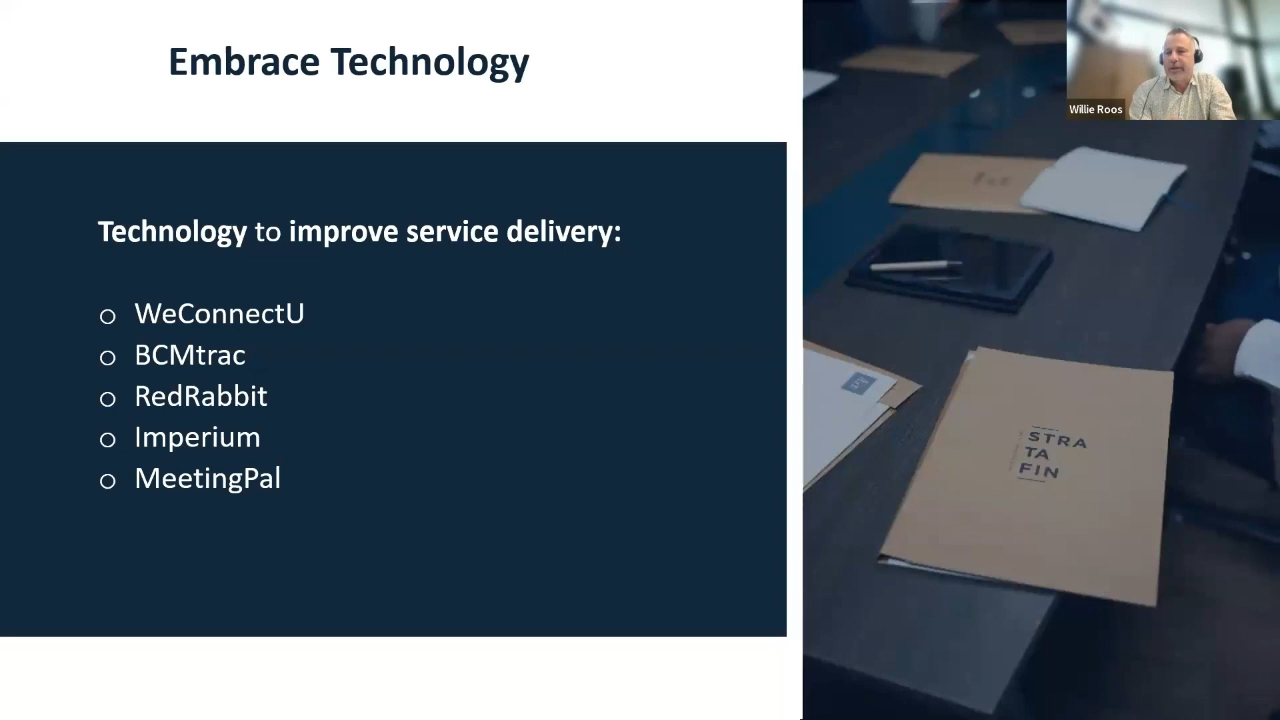 Embrace Technology
Willie Roos
Technology to improve service delivery:
WeConnectU
BCMtrac
RedRabbit
Imperium
MeetingPal
STRA
TA
FIN